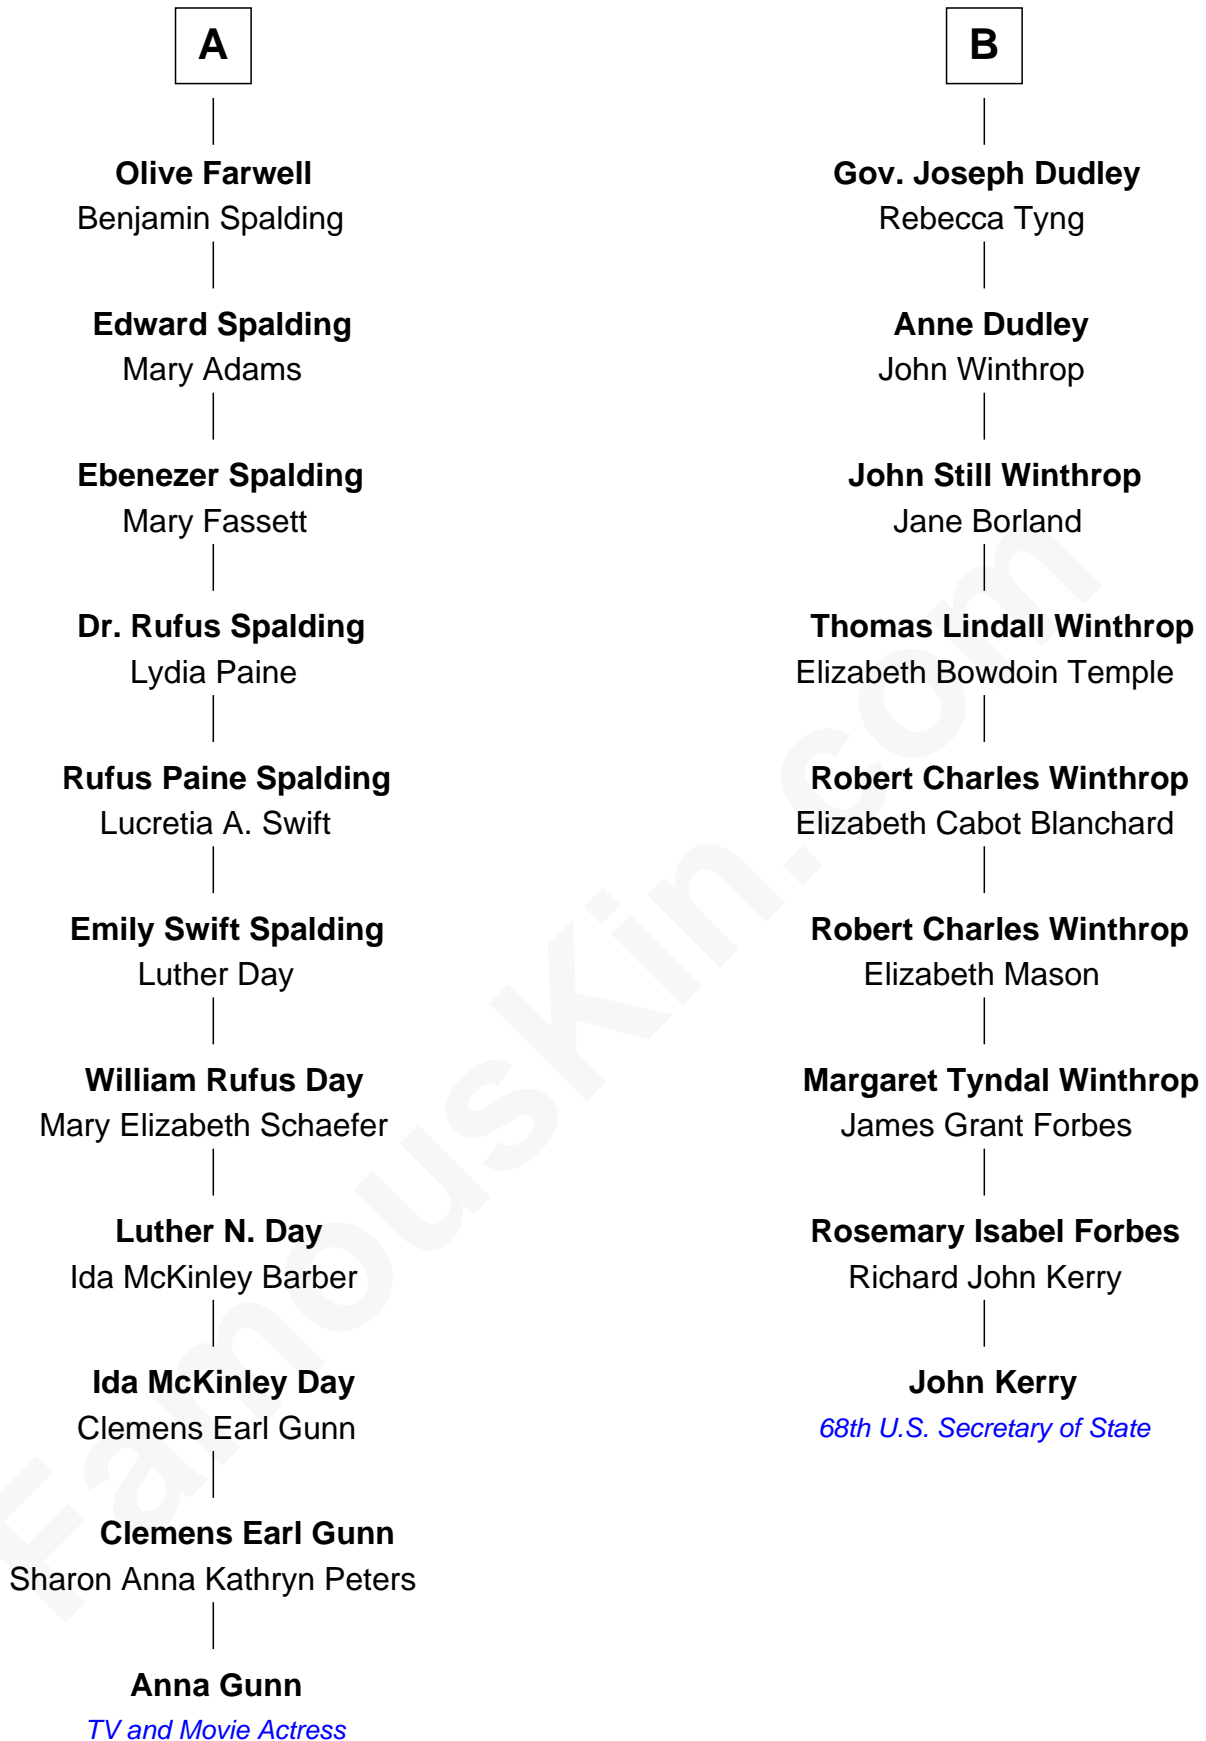 A
Olive Farwell
Benjamin Spalding
Edward Spalding
Mary Adams
Ebenezer Spalding
Mary Fassett
Dr. Rufus Spalding
Lydia Paine
Rufus Paine Spalding
Lucretia A. Swift
Emily Swift Spalding
Luther Day
William Rufus Day
Mary Elizabeth Schaefer
Luther N. Day
Ida McKinley Barber
Ida McKinley Day
Clemens Earl Gunn
Clemens Earl Gunn
Sharon Anna Kathryn Peters
Anna Gunn
TV and Movie Actress
B
Gov. Joseph Dudley
Rebecca Tyng
Anne Dudley
John Winthrop
John Still Winthrop
Jane Borland
Thomas Lindall Winthrop
Elizabeth Bowdoin Temple
Robert Charles Winthrop
Elizabeth Cabot Blanchard
Robert Charles Winthrop
Elizabeth Mason
Margaret Tyndal Winthrop
James Grant Forbes
Rosemary Isabel Forbes
Richard John Kerry
John Kerry
68th U.S. Secretary of State
FamousKin.com